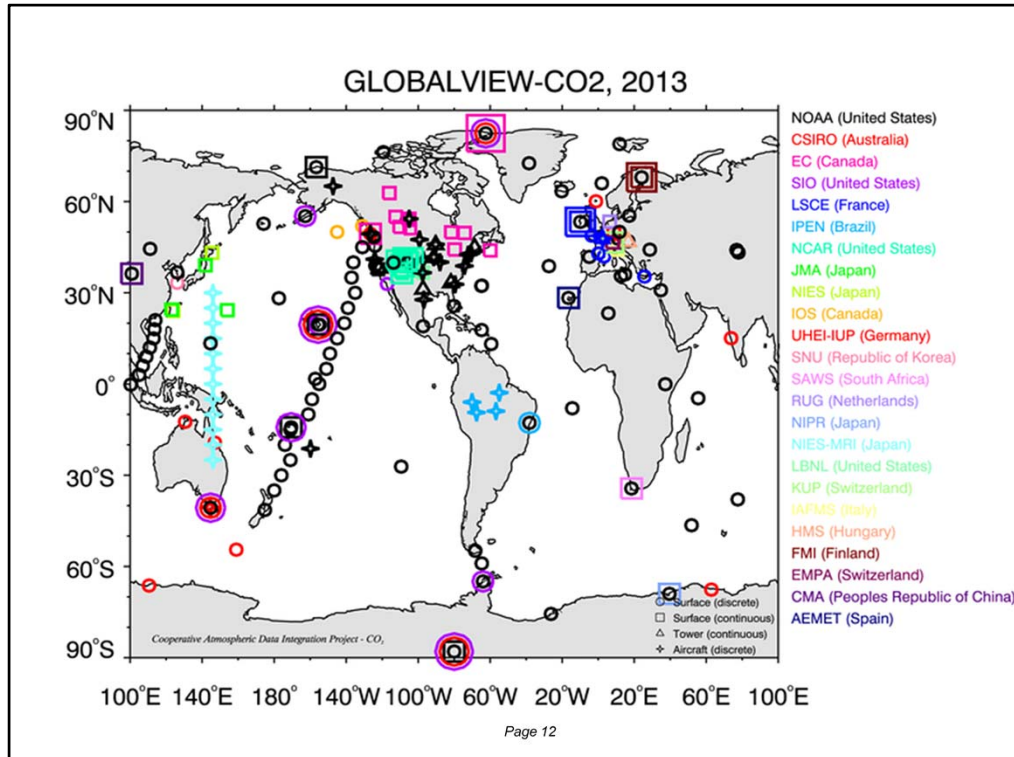 GLOBALVIEW-CO2, 2013
90°N
60°N
30°N
0°
30°S
60°S
90°S
100°E 140°E 180° 140°W 100°W 60°W 20°W 20°E 60°E 100°E
NOAA (United States)
CSIRO (Australia)
EC (Canada)
SIO (United States)
LSCE (France)
IPEN (Brazil)
NCAR (United States)
JMA (Japan)
NIES (Japan)
IOS (Canada)
UHEI-IUP (Germany)
SNU (Republic of Korea)
SAWS (South Africa)
RUG (Netherlands)
NIPR (Japan)
NIES-MRI (Japan)
LBNL (United States)
KUP (Switzerland)
IAFMS (Italy)
HMS (Hungary)
FMI (Finland)
EMPA (Switzerland)
CMA (Peoples Republic of China)
AEMET (Spain)
Surface (discrete)
Surface (continuous)
Tower (continuous)
Aircraft (discrete)
Cooperative Atmospheric Data Integration Project - CO₂
Page 12